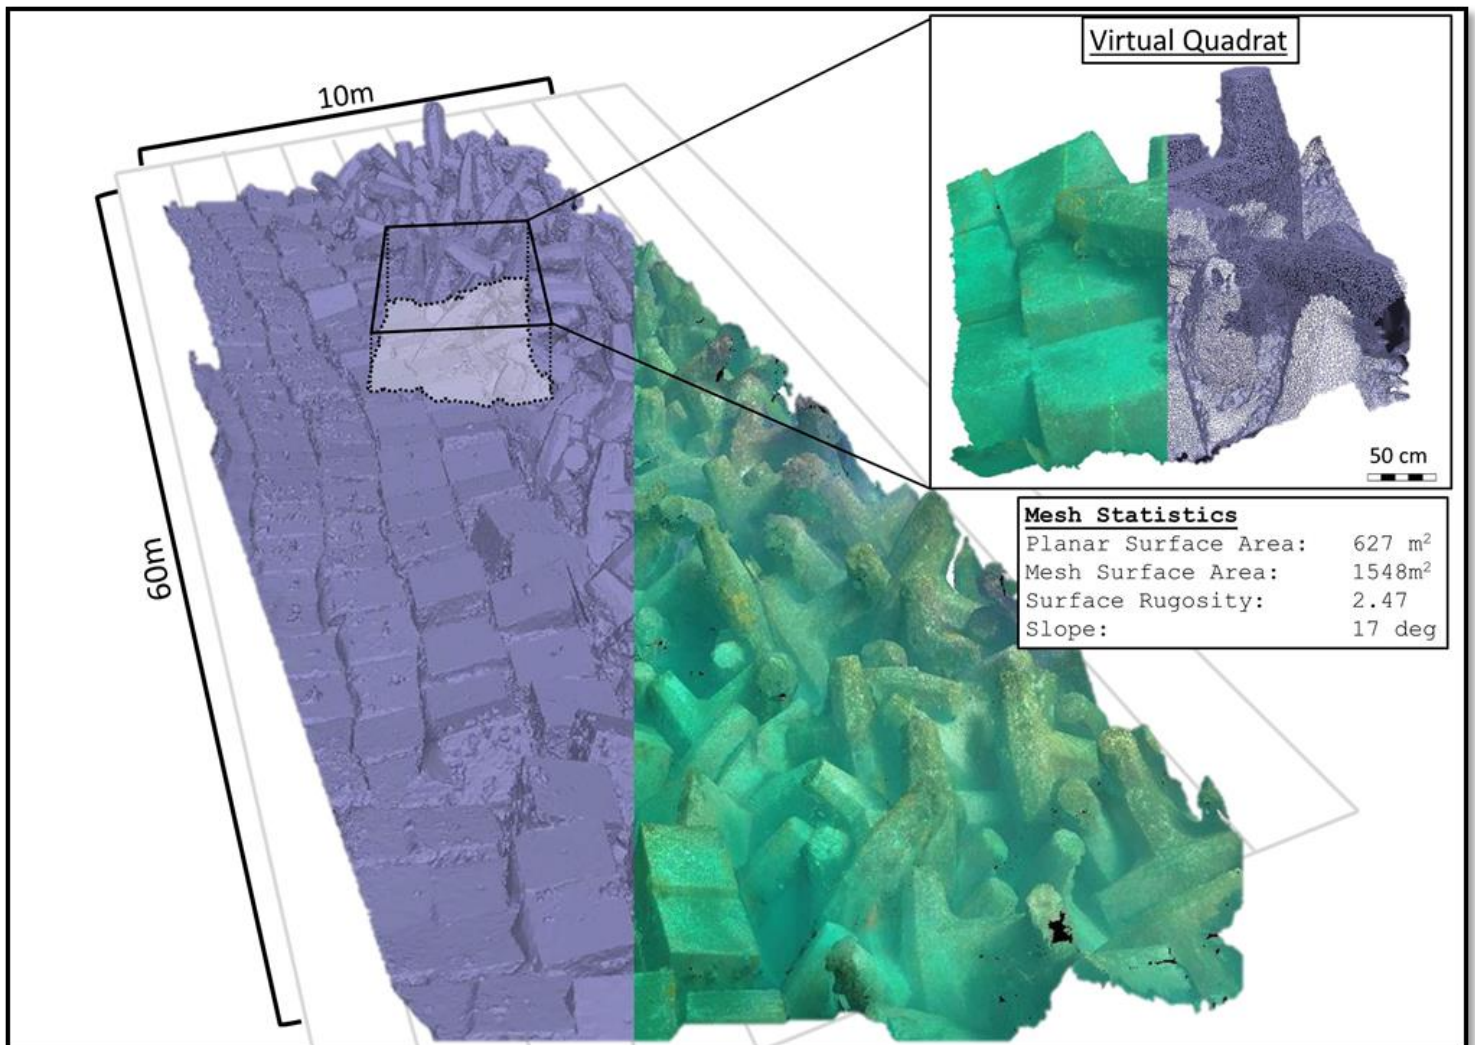 Virtual Quadrat
10m
60m
50 cm
Mesh Statistics
Planar Surface Area: 627 m²
Mesh Surface Area: 1548m²
Surface Rugosity: 2.47
Slope: 17 deg